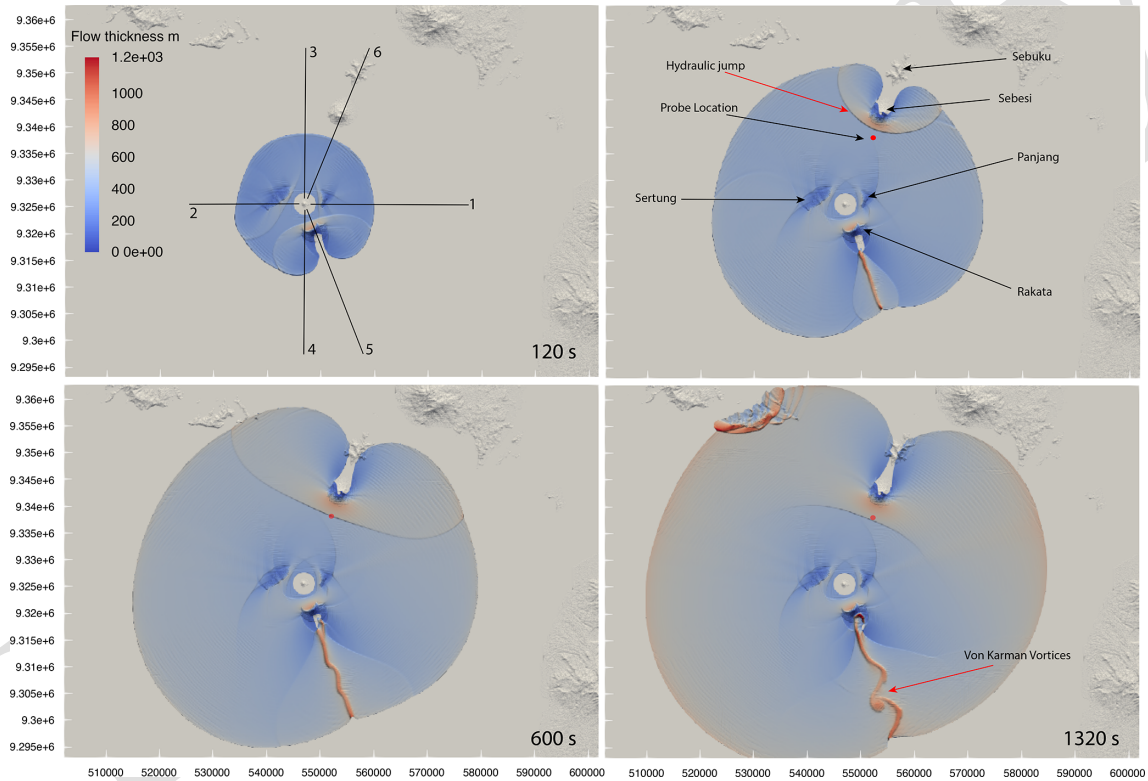 9.36e+6
9.355e+6
9.35e+6
9.345e+6
9.34e+6
9.335e+6
9.33e+6
9.325e+6
9.32e+6
9.315e+6
9.31e+6
9.305e+6
9.3e+6
9.295e+6
Flow thickness m
1.2e+03
1000
800
600
400
200
0 0e+00
3
6
2
1
4
5
120 s
Hydraulic jump
Probe Location
Sebuku
Sebesi
Panjang
Sertung
Rakata
9.36e+6
9.355e+6
9.35e+6
9.345e+6
9.34e+6
9.335e+6
9.33e+6
9.325e+6
9.32e+6
9.315e+6
9.31e+6
9.305e+6
9.3e+6
9.295e+6
600 s
Von Karman Vortices
1320 s
510000 520000 530000 540000 550000 560000 570000 580000 590000 600000
510000 520000 530000 540000 550000 560000 570000 580000 590000 600000